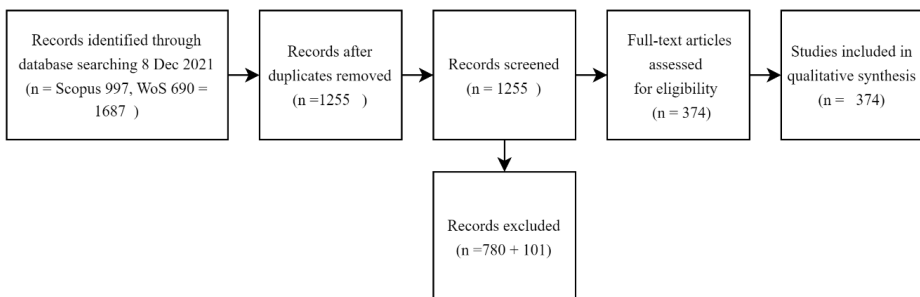 Records identified through
database searching 8 Dec 2021
(n = Scopus 997, WoS 690 =
1687 )
Records after
duplicates removed
(n =1255 )
Records screened
(n = 1255 )
Full-text articles
assessed
for eligibility
(n = 374)
Studies included in
qualitative synthesis
(n = 374)
Records excluded
(n =780 + 101)